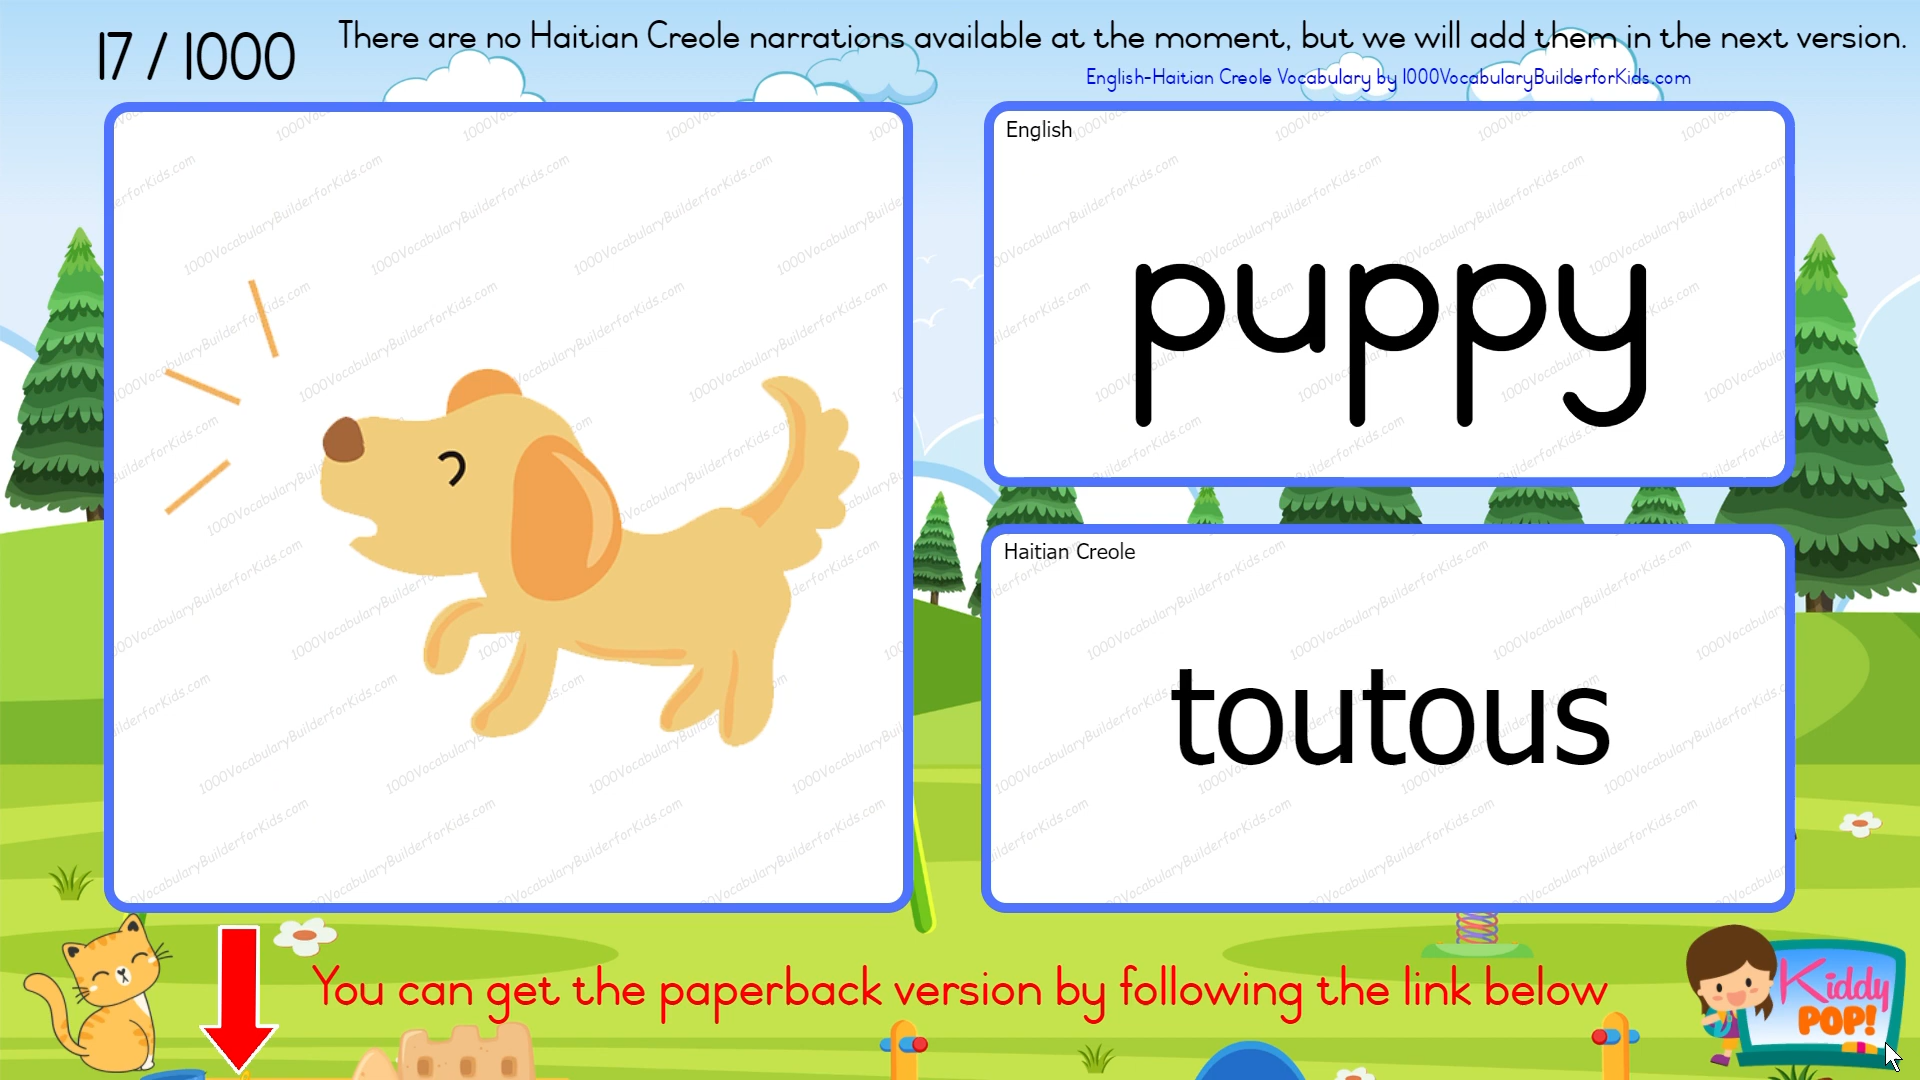 17 / 1000
There are no Haitian Creole narrations available at the moment, but we will add them in the next version.
English-Haitian Creole Vocabulary by 1000VocabularyBuilderforKids.com
English
puppy
Haitian Creole
toutous
You can get the paperback version by following the link below
Kiddy
POP!
1000VocabularyBuilderforKids.com